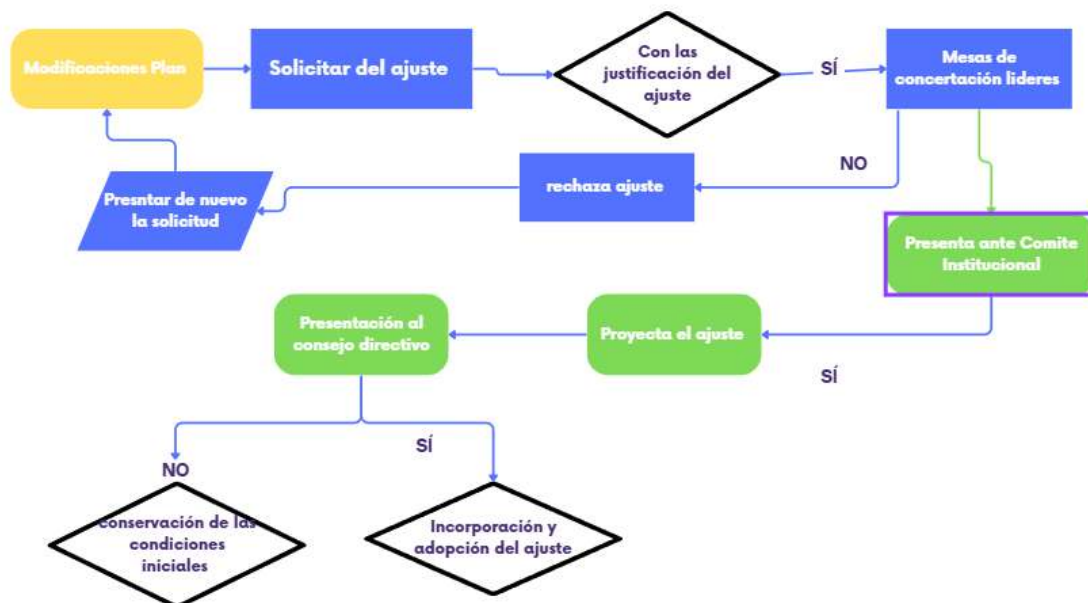 Modificaciones Plan
Solicitar del ajuste
Con las
justificación del
ajuste
SÍ
Mesas de
concertación lideres
NO
rechaza ajuste
Presntar de nuevo
la solicitud
Presenta ante Comite
Institucional
SÍ
Proyecta el ajuste
Presentación al
consejo directivo
NO
SÍ
conservación de las
condiciones
iniciales
Incorporación y
adopción del ajuste